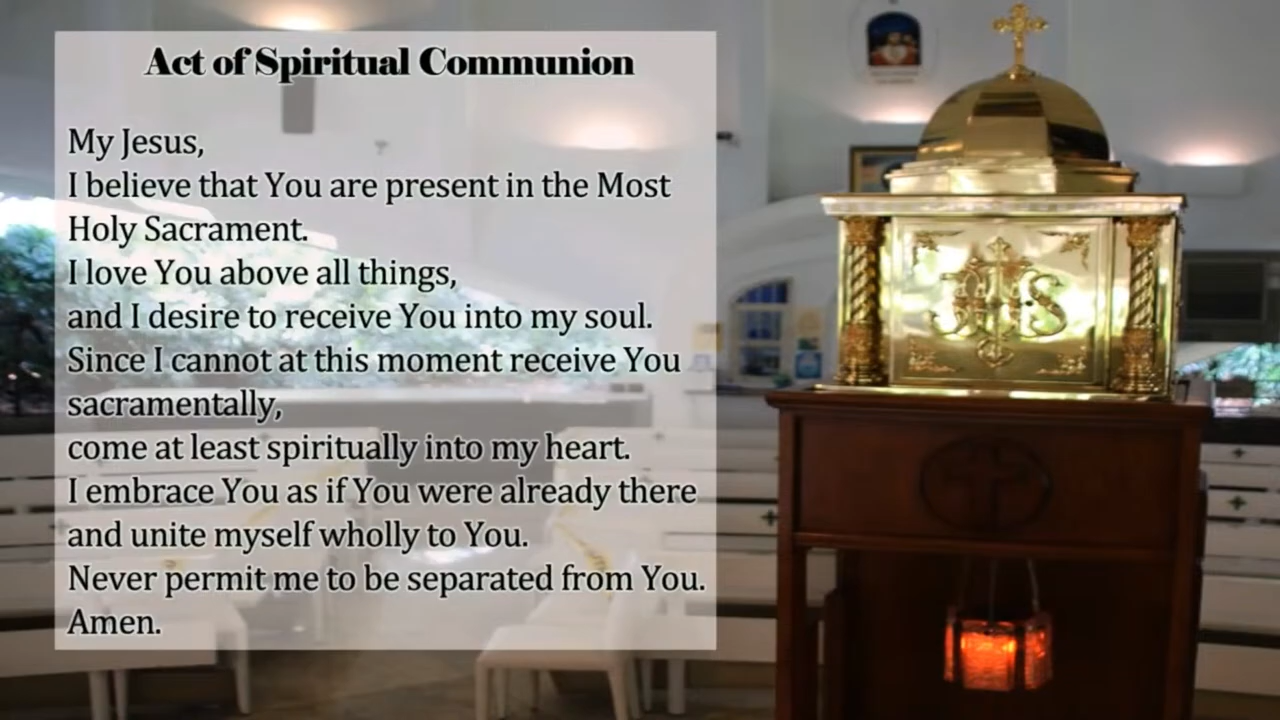 Act of Spiritual Communion
My Jesus,
I believe that You are present in the Most
Holy Sacrament.
I love You above all things,
and I desire to receive You into my soul.
Since I cannot at this moment receive You
sacramentally,
come at least spiritually into my heart.
I embrace You as if You were already there
and unite myself wholly to You.
Never permit me to be separated from You.
Amen.
JHS